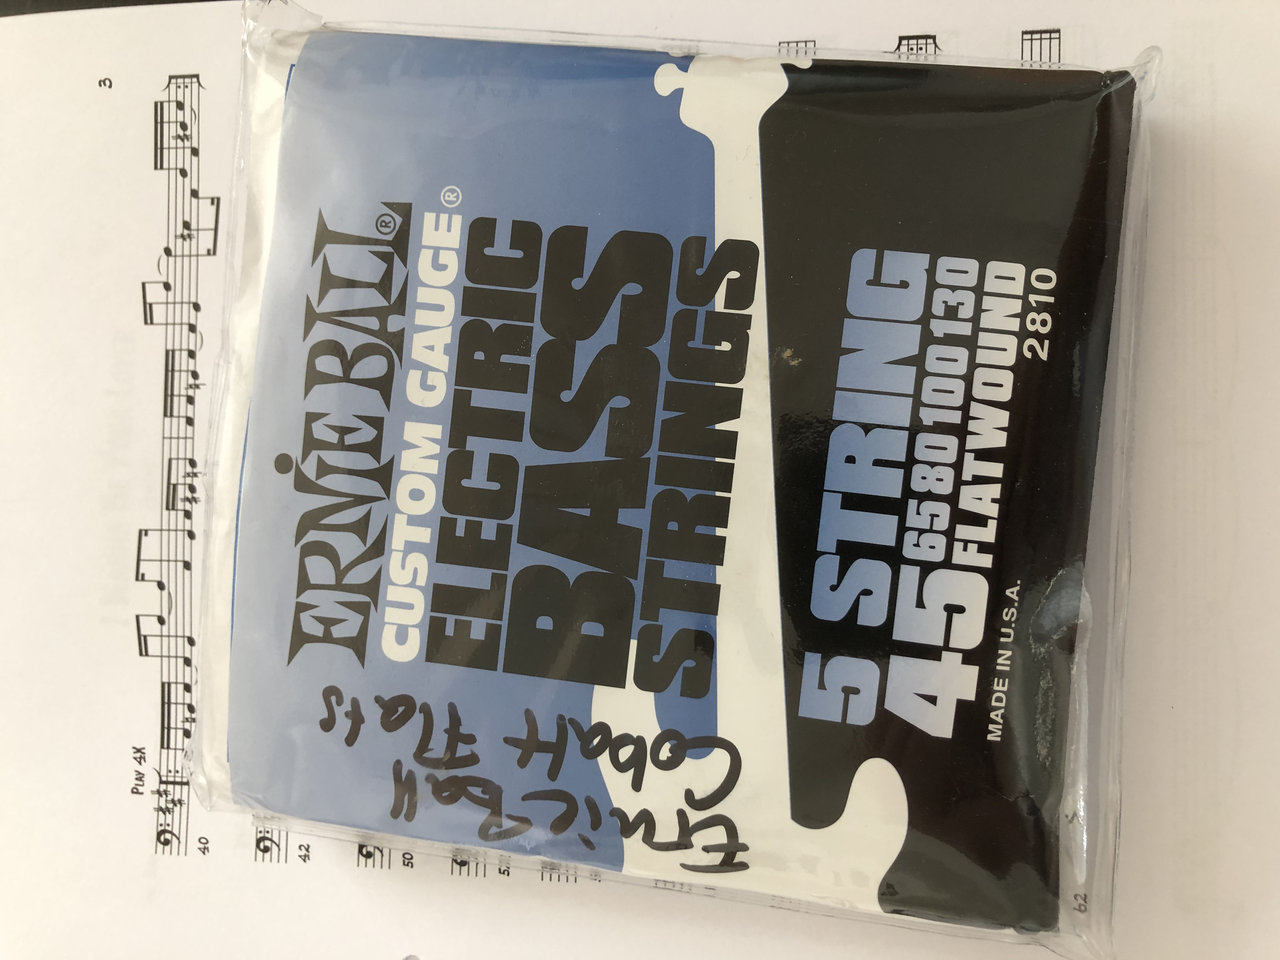 ERNIE BALL®
CUSTOM GAUGE®
ELECTRIC
BASS
STRINGS
5 STRING
45 65 80 100 130
FLATWOUND
2810
MADE IN U.S.A.
Ernie Ball
Cobalt Flats
3
PLAY 4X
40
42
50
62